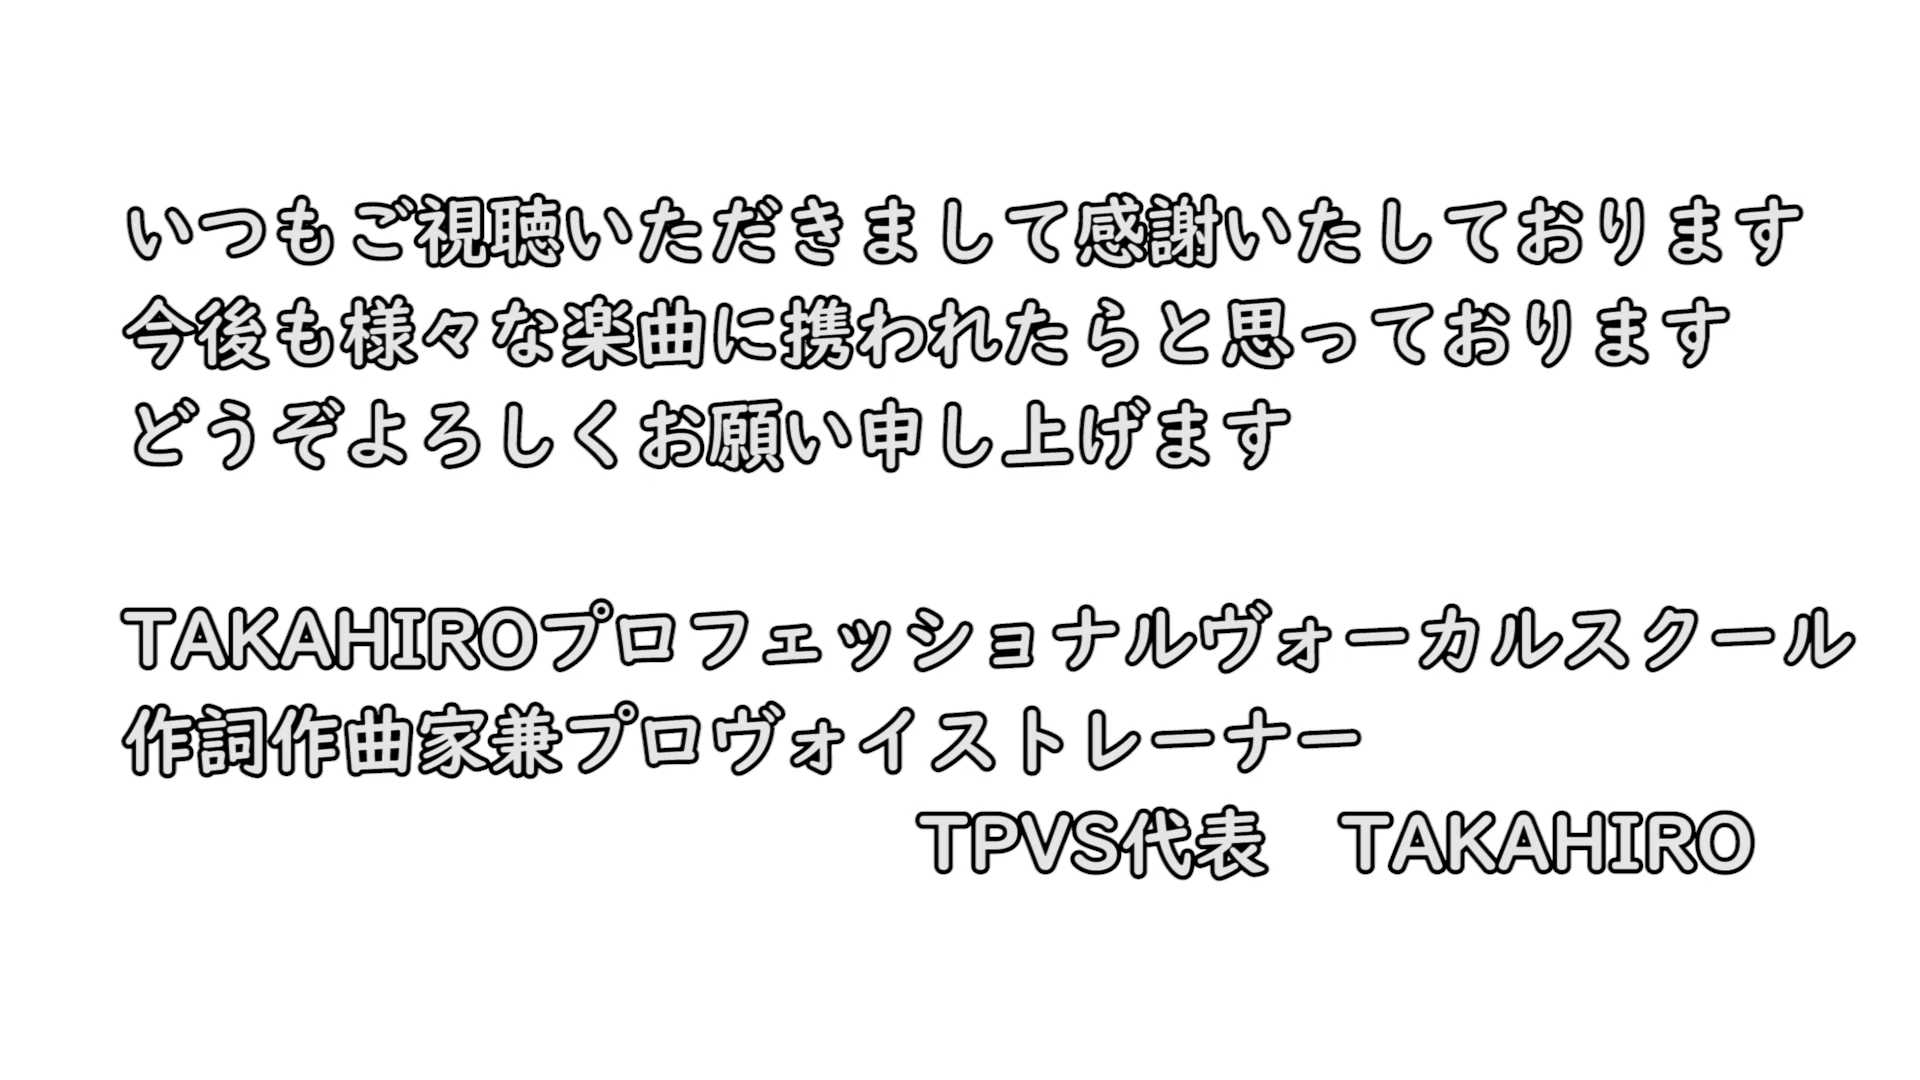 いつもご視聴いただきまして感謝いたしております
今後も様々な楽曲に携われたらと思っております
どうぞよろしくお願い申し上げます
TAKAHIROプロフェッショナルヴォーカルスクール
作詞作曲家兼プロヴォイストレーナー
TPVS代表　TAKAHIRO